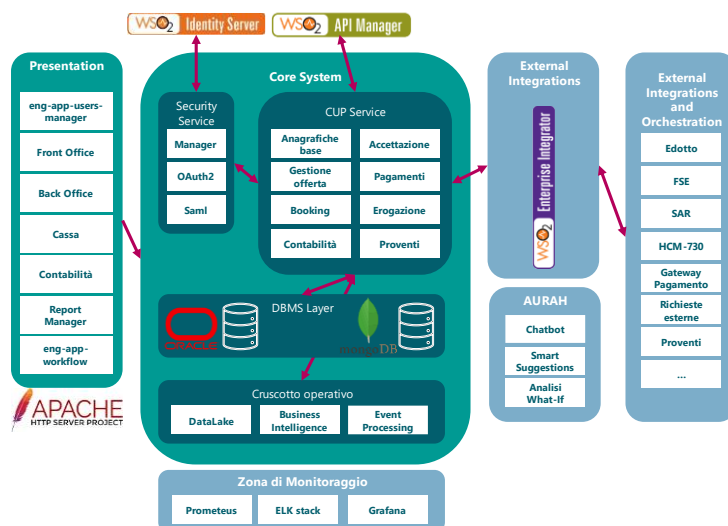 WSO2 Identity Server
WSO2 API Manager
Presentation
eng-app-users-
manager
Front Office
Back Office
Cassa
Contabilità
Report
Manager
eng-app-
workflow
APACHE
HTTP SERVER PROJECT
Core System
Security
Service
Manager
OAuth2
Saml
CUP Service
Anagrafiche
base
Accettazione
Gestione
offerta
Pagamenti
Booking
Erogazione
Contabilità
Proventi
DBMS Layer
ORACLE
mongoDB
Cruscotto operativo
DataLake
Business
Intelligence
Event
Processing
Zona di Monitoraggio
Prometeus
ELK stack
Grafana
External
Integrations
WSO2 Enterprise Integrator
AURAH
Chatbot
Smart
Suggestions
Analisi
What-If
External
Integrations
and
Orchestration
Edotto
FSE
SAR
HCM-730
Gateway
Pagamento
Richieste
esterne
Proventi
...